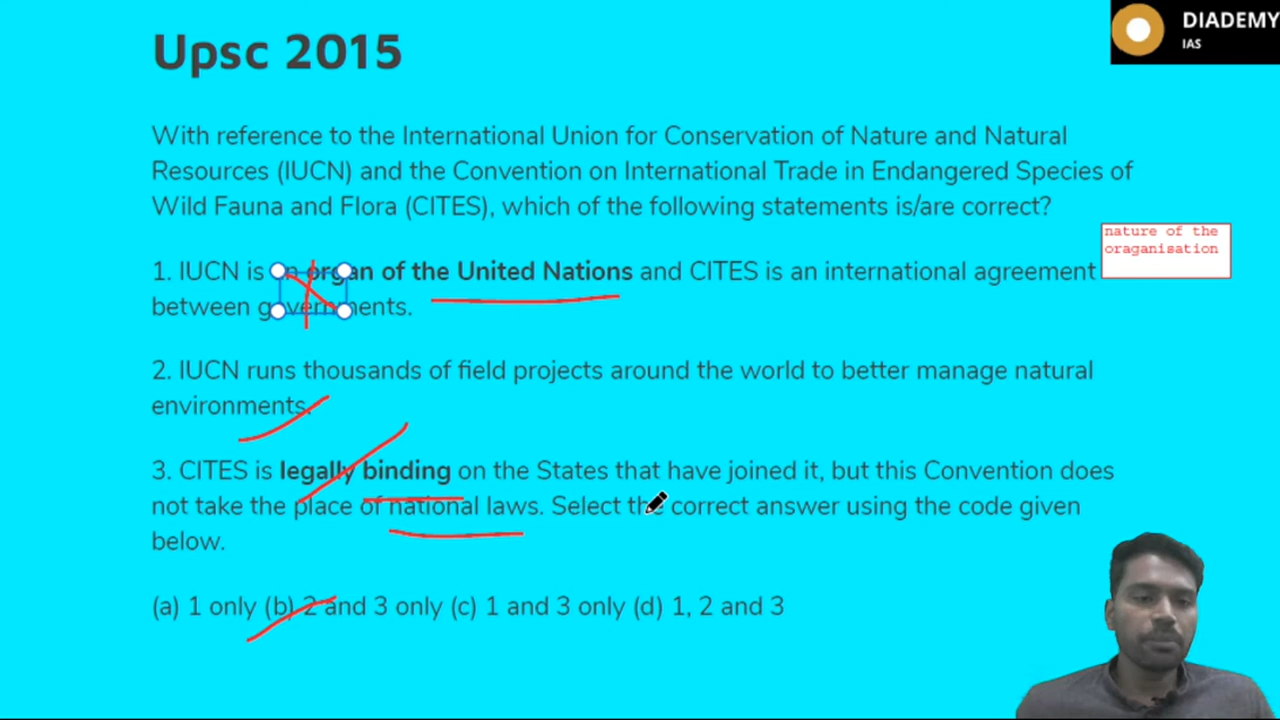 DIADEMY
IAS
Upsc 2015
With reference to the International Union for Conservation of Nature and Natural
Resources (IUCN) and the Convention on International Trade in Endangered Species of
Wild Fauna and Flora (CITES), which of the following statements is/are correct?
nature of the
oraganisation
1. IUCN is an organ of the United Nations and CITES is an international agreement
between governments.
2. IUCN runs thousands of field projects around the world to better manage natural
environments.
3. CITES is legally binding on the States that have joined it, but this Convention does
not take the place of national laws. Select the correct answer using the code given
below.
(a) 1 only (b) 2 and 3 only (c) 1 and 3 only (d) 1, 2 and 3